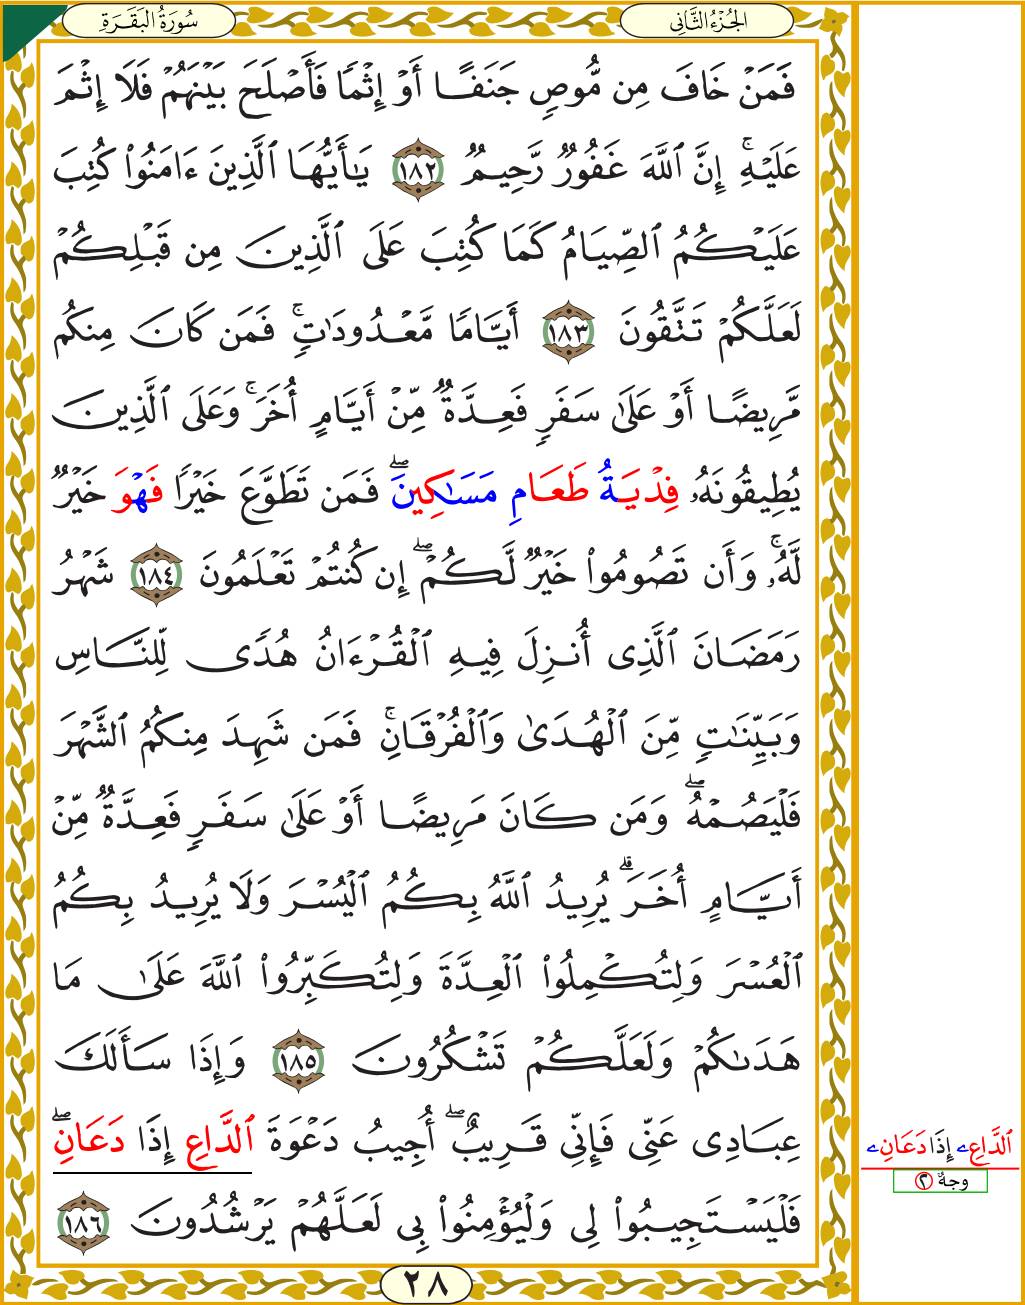 الجُزْءُ الثَّانِي
سُورَةُ البَقَرَةِ
فَمَنْ خَافَ مِن مُّوصٍ جَنَفًا أَوْ إِثْمًا فَأَصْلَحَ بَيْنَهُمْ فَلَا إِثْمَ
عَلَيْهِ ۚ إِنَّ ٱللَّهَ غَفُورٌ رَّحِيمٌ ١٨٢ يَٰٓأَيُّهَا ٱلَّذِينَ ءَامَنُوا۟ كُتِبَ
عَلَيْكُمُ ٱلصِّيَامُ كَمَا كُتِبَ عَلَى ٱلَّذِينَ مِن قَبْلِكُمْ
لَعَلَّكُمْ تَتَّقُونَ ١٨٣ أَيَّامًا مَّعْدُودَٰتٍ ۚ فَمَن كَانَ مِنكُم
مَّرِيضًا أَوْ عَلَىٰ سَفَرٍ فَعِدَّةٌ مِّنْ أَيَّامٍ أُخَرَ ۚ وَعَلَى ٱلَّذِينَ
يُطِيقُونَهُۥ فِدْيَةُ طَعَامِ مَسَٰكِينَ ۖ فَمَن تَطَوَّعَ خَيْرًا فَهْوَ خَيْرٌ
لَّهُۥ ۚ وَأَن تَصُومُوا۟ خَيْرٌ لَّكُمْ ۖ إِن كُنتُمْ تَعْلَمُونَ ١٨٤ شَهْرُ
رَمَضَانَ ٱلَّذِى أُنزِلَ فِيهِ ٱلْقُرْءَانُ هُدًى لِّلنَّاسِ
وَبَيِّنَٰتٍ مِّنَ ٱلْهُدَىٰ وَٱلْفُرْقَانِ ۚ فَمَن شَهِدَ مِنكُمُ ٱلشَّهْرَ
فَلْيَصُمْهُ ۖ وَمَن كَانَ مَرِيضًا أَوْ عَلَىٰ سَفَرٍ فَعِدَّةٌ مِّنْ
أَيَّامٍ أُخَرَ ۗ يُرِيدُ ٱللَّهُ بِكُمُ ٱلْيُسْرَ وَلَا يُرِيدُ بِكُمُ
ٱلْعُسْرَ وَلِتُكْمِلُوا۟ ٱلْعِدَّةَ وَلِتُكَبِّرُوا۟ ٱللَّهَ عَلَىٰ مَا
هَدَىٰكُمْ وَلَعَلَّكُمْ تَشْكُرُونَ ١٨٥ وَإِذَا سَأَلَكَ
عِبَادِى عَنِّى فَإِنِّى قَرِيبٌ ۖ أُجِيبُ دَعْوَةَ ٱلدَّاعِ إِذَا دَعَانِ ۖ
ٱلدَّاعِۦ إِذَا دَعَانِۦ
وجهٌ ٢
فَلْيَسْتَجِيبُوا۟ لِى وَلْيُؤْمِنُوا۟ بِى لَعَلَّهُمْ يَرْشُدُونَ ١٨٦
٢٨